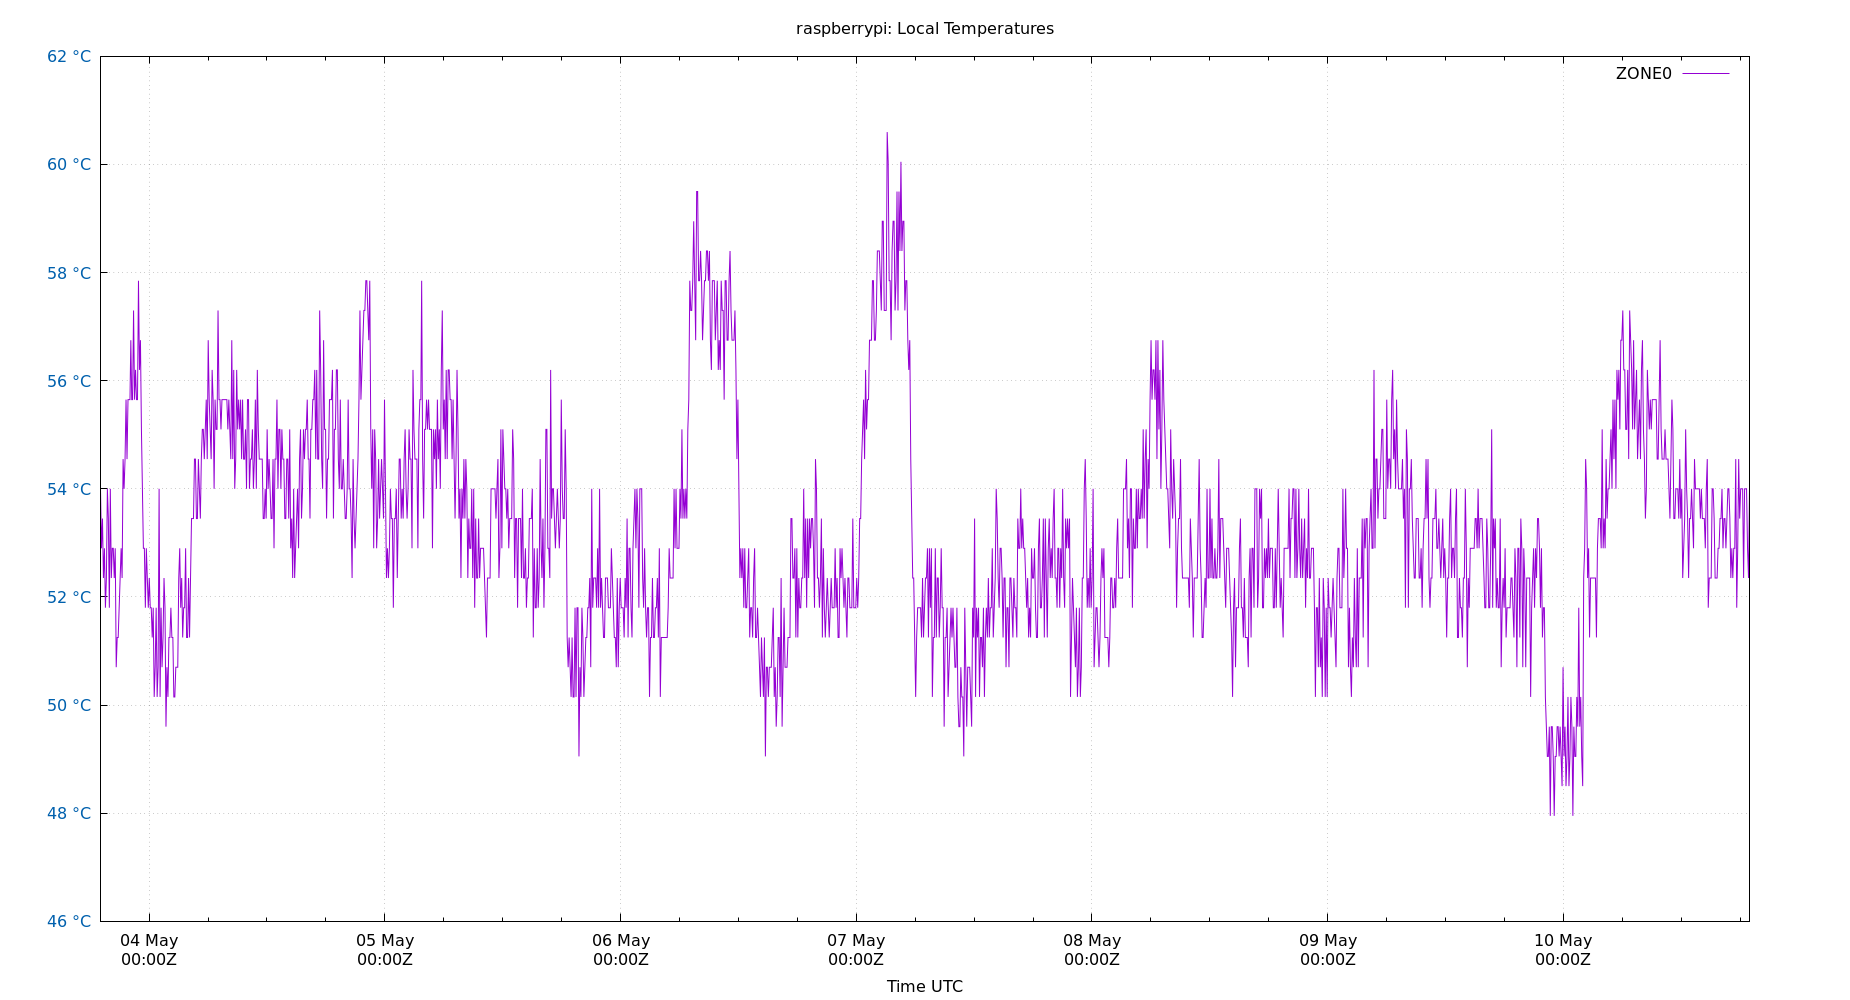 raspberrypi: Local Temperatures
62 °C
ZONE0
60 °C
58 °C
56 °C
54 °C
52 °C
50 °C
48 °C
46 °C
04 May 05 May 06 May 07 May 08 May 09 May 10 May
00:00Z 00:00Z 00:00Z 00:00Z 00:00Z 00:00Z 00:00Z
Time UTC